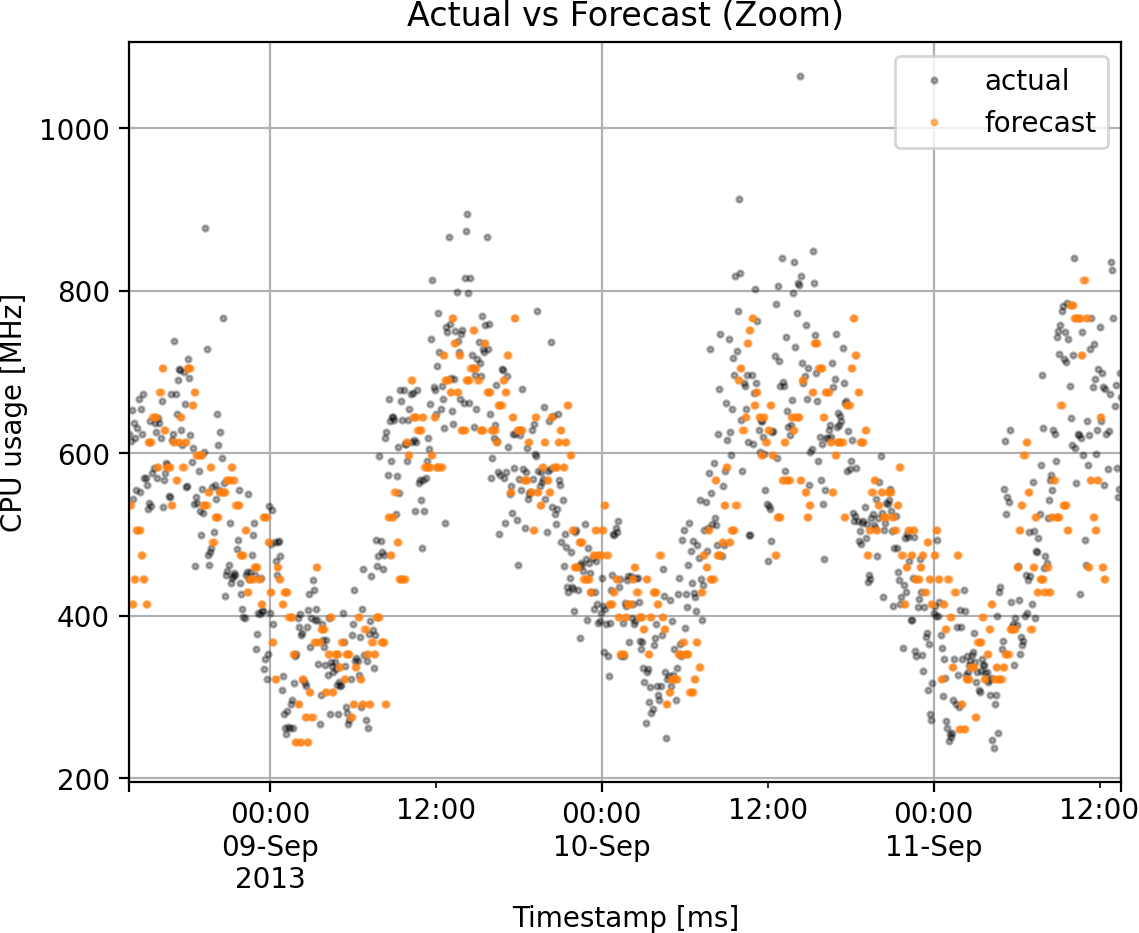 Actual vs Forecast (Zoom)
actual
forecast
1000
800
600
400
200
CPU usage [MHz]
00:00 12:00 00:00 12:00 00:00 12:00
09-Sep 10-Sep 11-Sep
2013
Timestamp [ms]